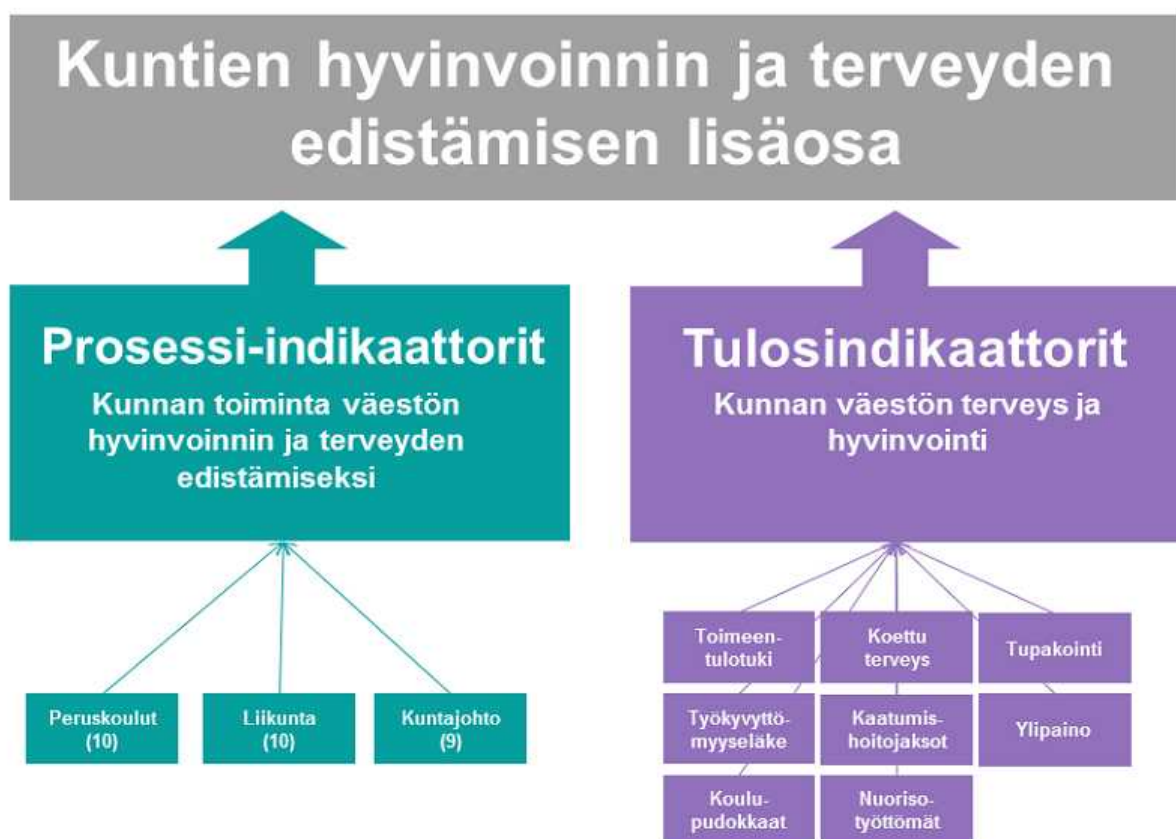 Kuntien hyvinvoinnin ja terveyden
edistämisen lisäosa
Prosessi-indikaattorit
Kunnan toiminta väestön
hyvinvoinnin ja terveyden
edistämiseksi
Tulosindikaattorit
Kunnan väestön terveys ja
hyvinvointi
Peruskoulut
(10)
Liikunta
(10)
Kuntajohto
(9)
Toimeen-
tulotuki
Koettu
terveys
Tupakointi
Työkyvyttö-
myyseläke
Kaatumis-
hoitojaksot
Ylipaino
Koulu-
pudokkaat
Nuoriso-
työttömät